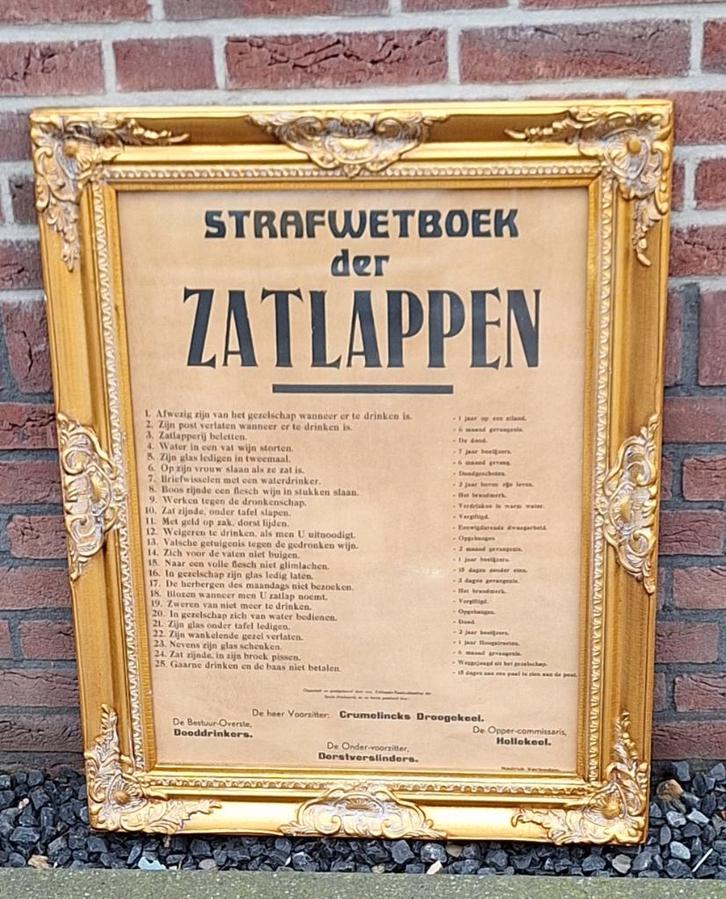 STRAFWETBOEK
der
ZATLAPPEN
1. Afwezig zijn van het gezelschap wanneer er te drinken is. - 1 jaar op een eiland.
2. Zijn post verlaten wanneer er te drinken is. - 6 maand gevangenis.
3. Zatlapperij beletten. - De dood.
4. Water in een vat wijn storten. - 7 jaar bestijzers.
5. Zijn glas ledigen in tweemaal. - 6 maand gevang.
6. Op zijn vrouw slaan als ze zat is. - Doodgeschoten.
7. Briefwisselen met een waterdrinker. - 2 jaar boven zijn leven.
8. Boos zijnde een flesch wijn in stukken slaan. - Het brandmerk.
9. Werken tegen de dronkenschap. - Verdrinken in warm water.
10. Zat zijnde, onder tafel slapen. - Vergiftigd.
11. Met geld op zak, dorst lijden. - Eeuwigdurende dwangarbeid.
12. Weigeren te drinken, als men U uitnoodigt. - Opgehangen
13. Valsche getuigenis tegen de gedronken wijn. - 2 maand gevangenis.
14. Zich voor de vaten niet buigen. - 1 jaar
15. Naar een volle flesch niet glimlachen. - 15 dagen zonder eten.
16. In gezelschap zijn glas ledig laten. - 3 dagen gevangenis.
17. De herbergen des maandags niet bezoeken. - Het brandmerk.
18. Blozen wanneer men U zatlap noemt. - Vergiftigd.
19. Zweren van niet meer te drinken. - Opgehangen.
20. In gezelschap zich van water bedienen. - Dood.
21. Zijn glas onder tafel ledigen. - 2 jaar
22. Zijn wankelende gezel verlaten. - 1 jaar Hoogstraeten.
23. Nevens zijn glas schenken. - 6 maand gevangenis.
24. Zat zijnde, in zijn broek pissen. - Weggejaagd uit het gezelschap.
25. Gaarne drinken en de baas niet betalen. - 15 dagen aan een paal te zien aan de poot.
De heer Voorzitter: Crumelincks Droogekeel.
De Bestuur-Overste, De Opper-commissaris,
Dooddrinkers. Hollekeel.
De Onder-voorzitter,
Dorstverslinders.
Nadruk Verboden.